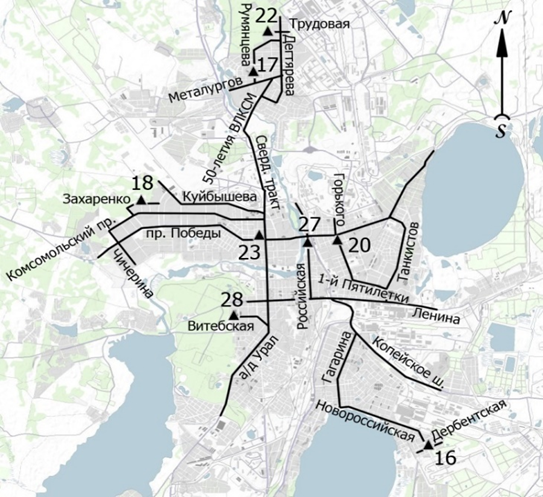 22
Трудовая
N
Румянцева
Дегтярева
17
Металургов
S
50-летия ВЛКСМ
Сверд. тракт
18
Захаренко
Куйбышева
Горького
27
Комсомольский пр.
пр. Победы
23
20
Танкистов
Чичерина
Российская
1-й Пятилетки
28
Витебская
Ленина
а/д Урал
Гагарина
Копейское ш.
Новороссийская
Дербентская
16